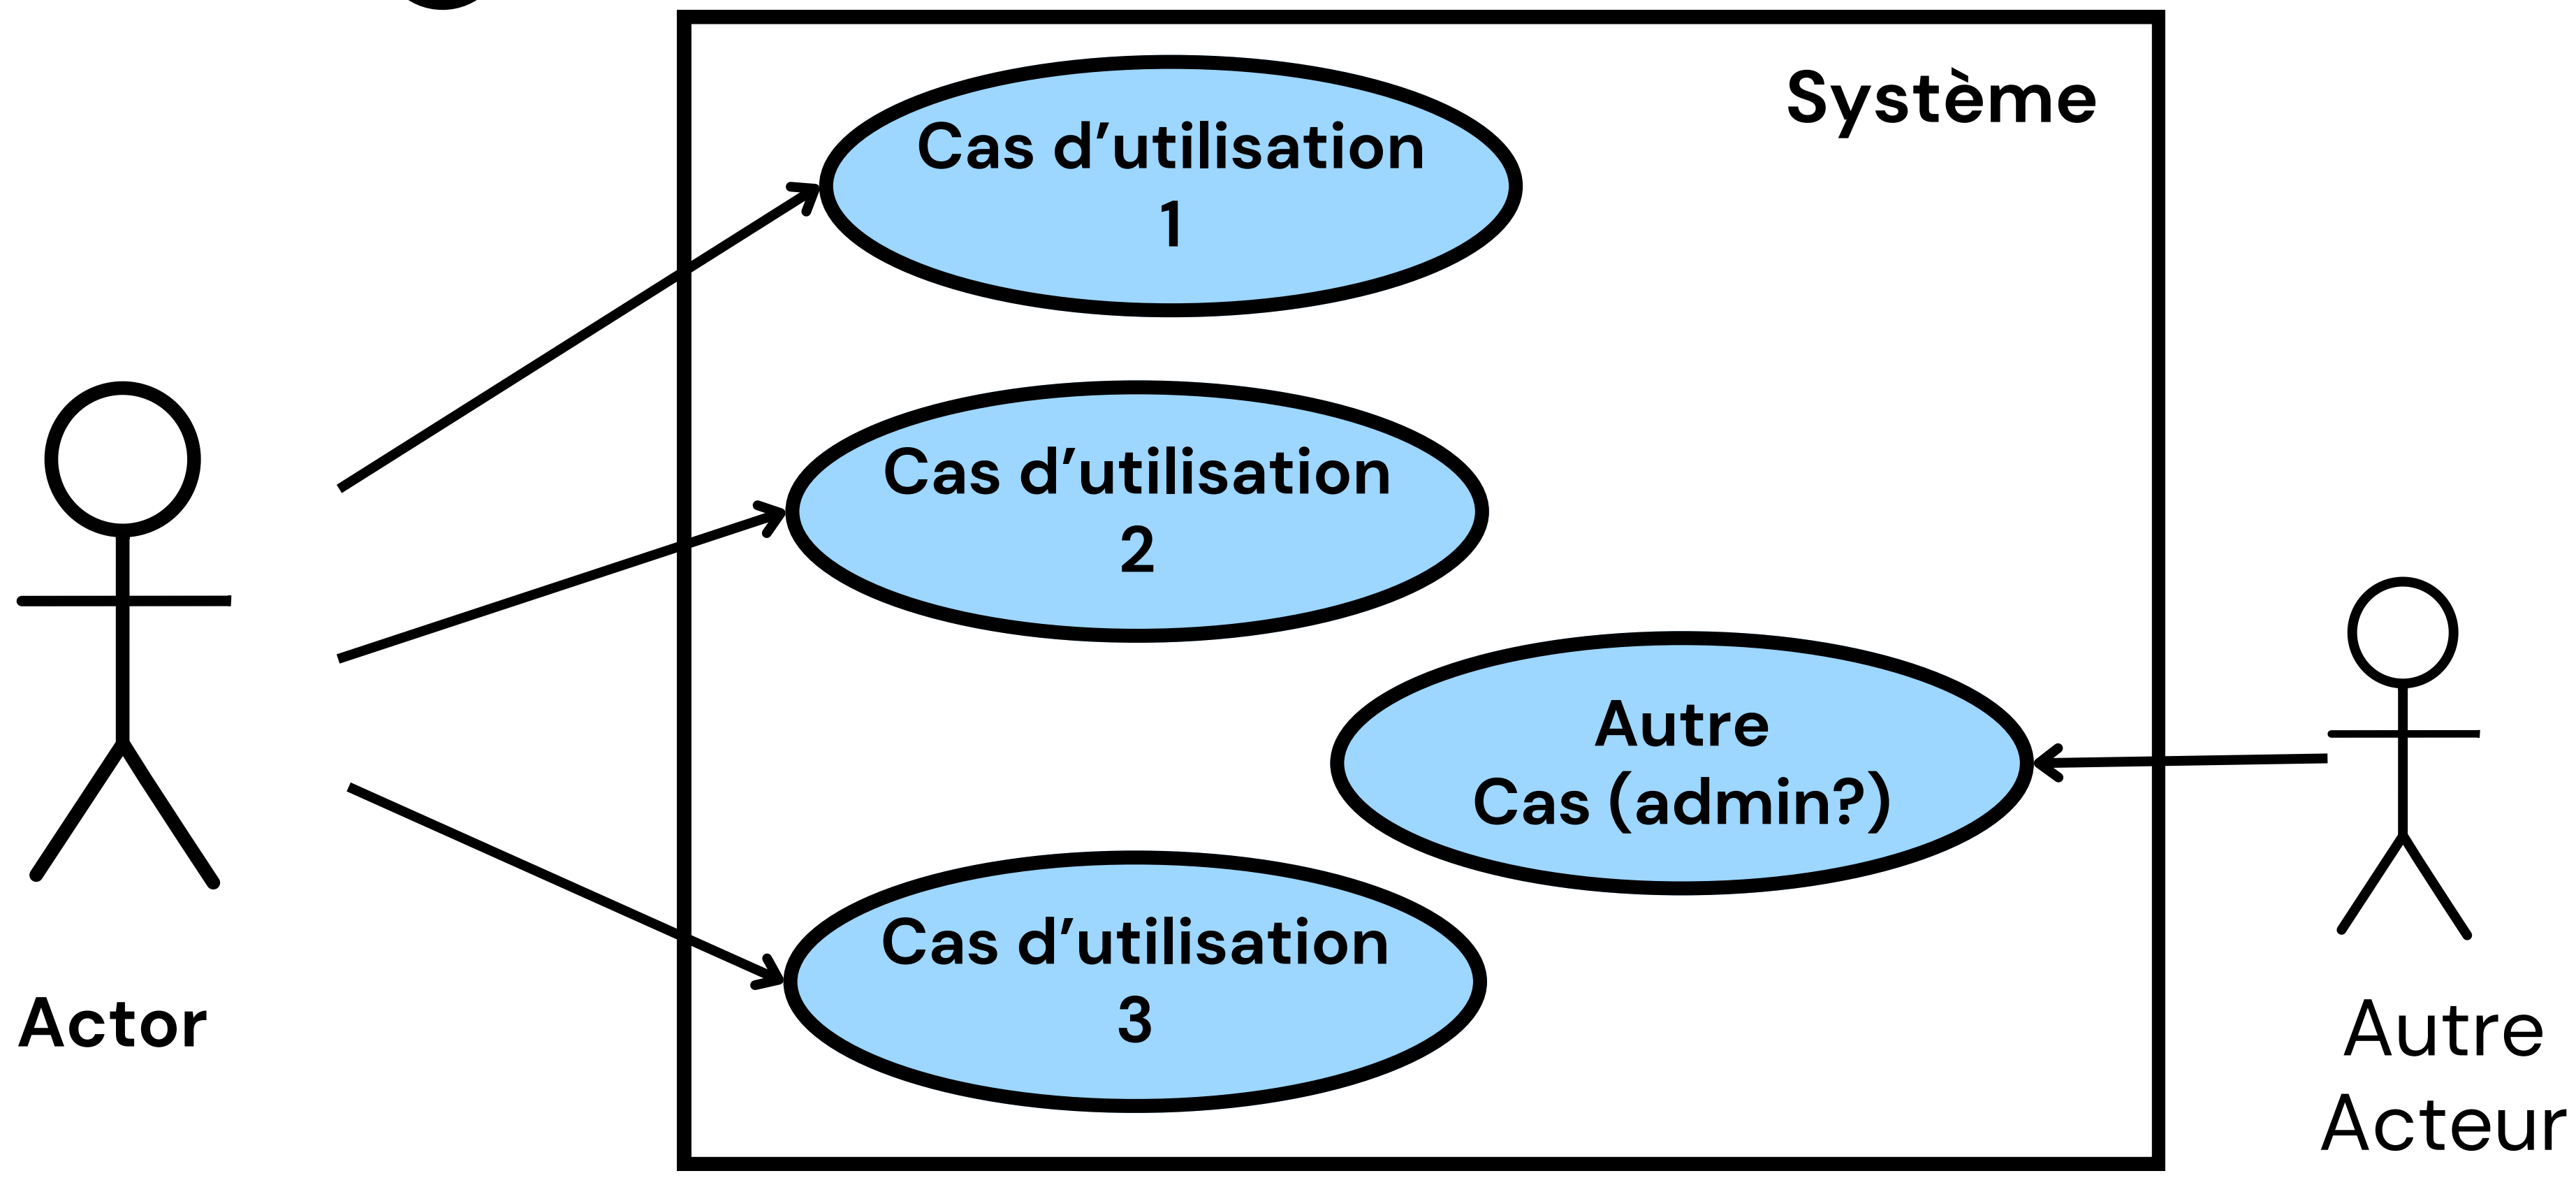 Système
Cas d’utilisation
1
Cas d’utilisation
2
Autre
Cas (admin?)
Cas d’utilisation
3
Actor
Autre
Acteur